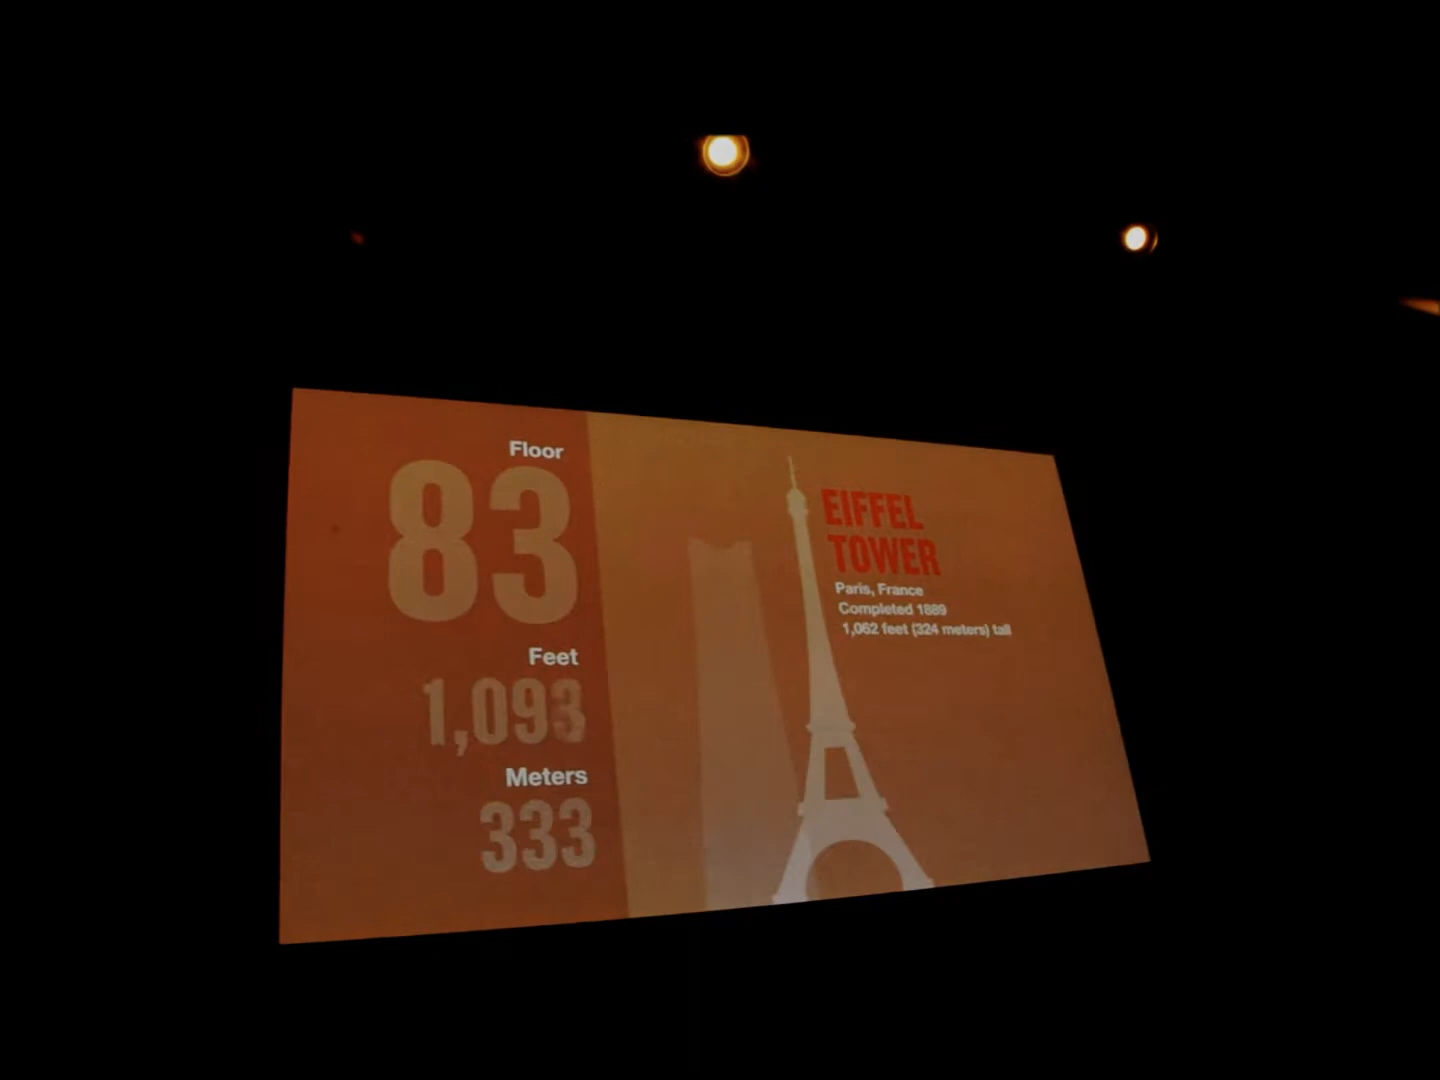 Floor
83
Feet
1,093
Meters
333
EIFFEL
TOWER
Paris, France
Completed 1889
1,062 feet (324 meters) tall